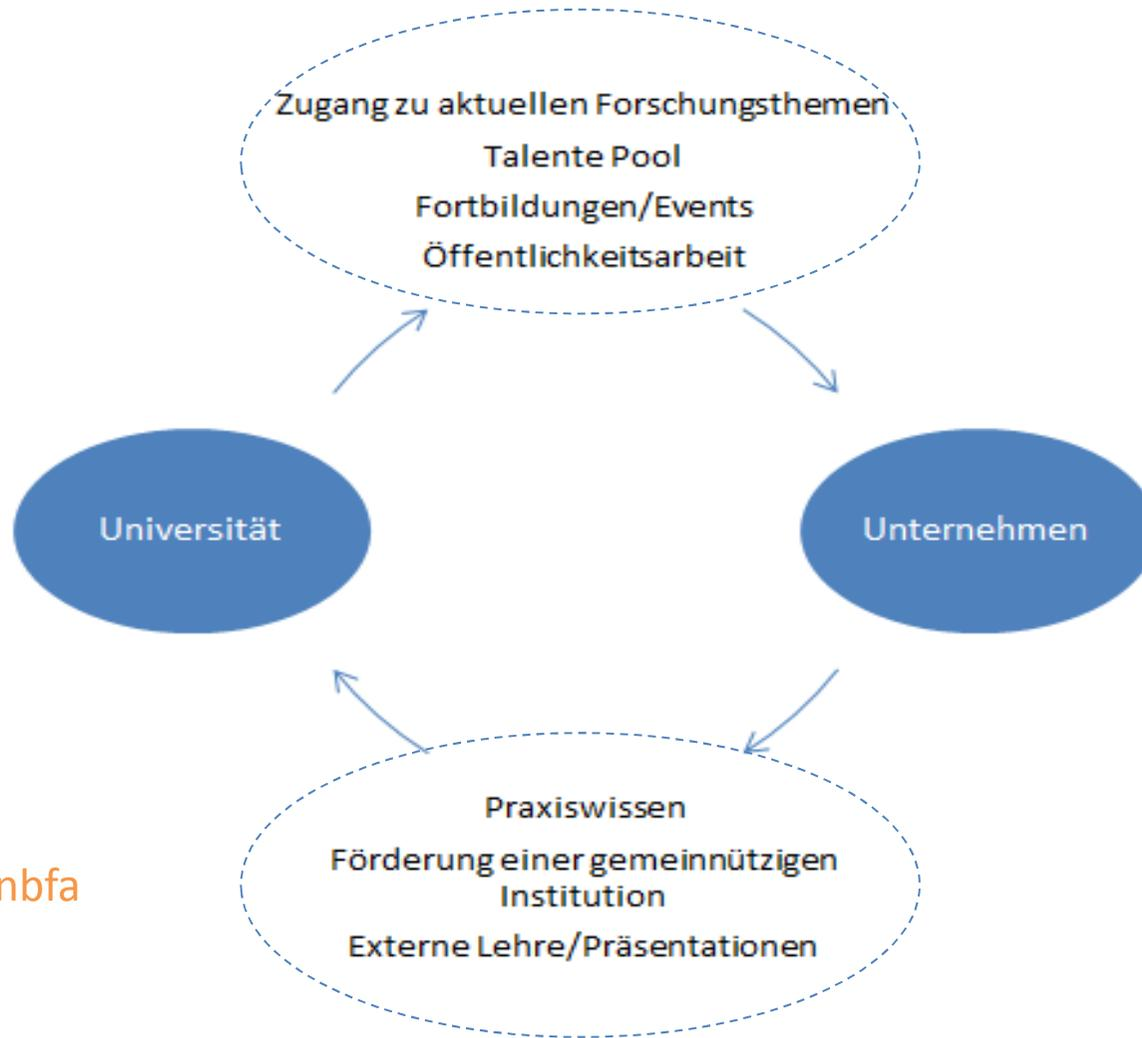 Zugang zu aktuellen Forschungsthemen
Talente Pool
Fortbildungen/Events
Öffentlichkeitsarbeit
Universität
Unternehmen
Praxiswissen
Förderung einer gemeinnützigen
Institution
Externe Lehre/Präsentationen
nbfa